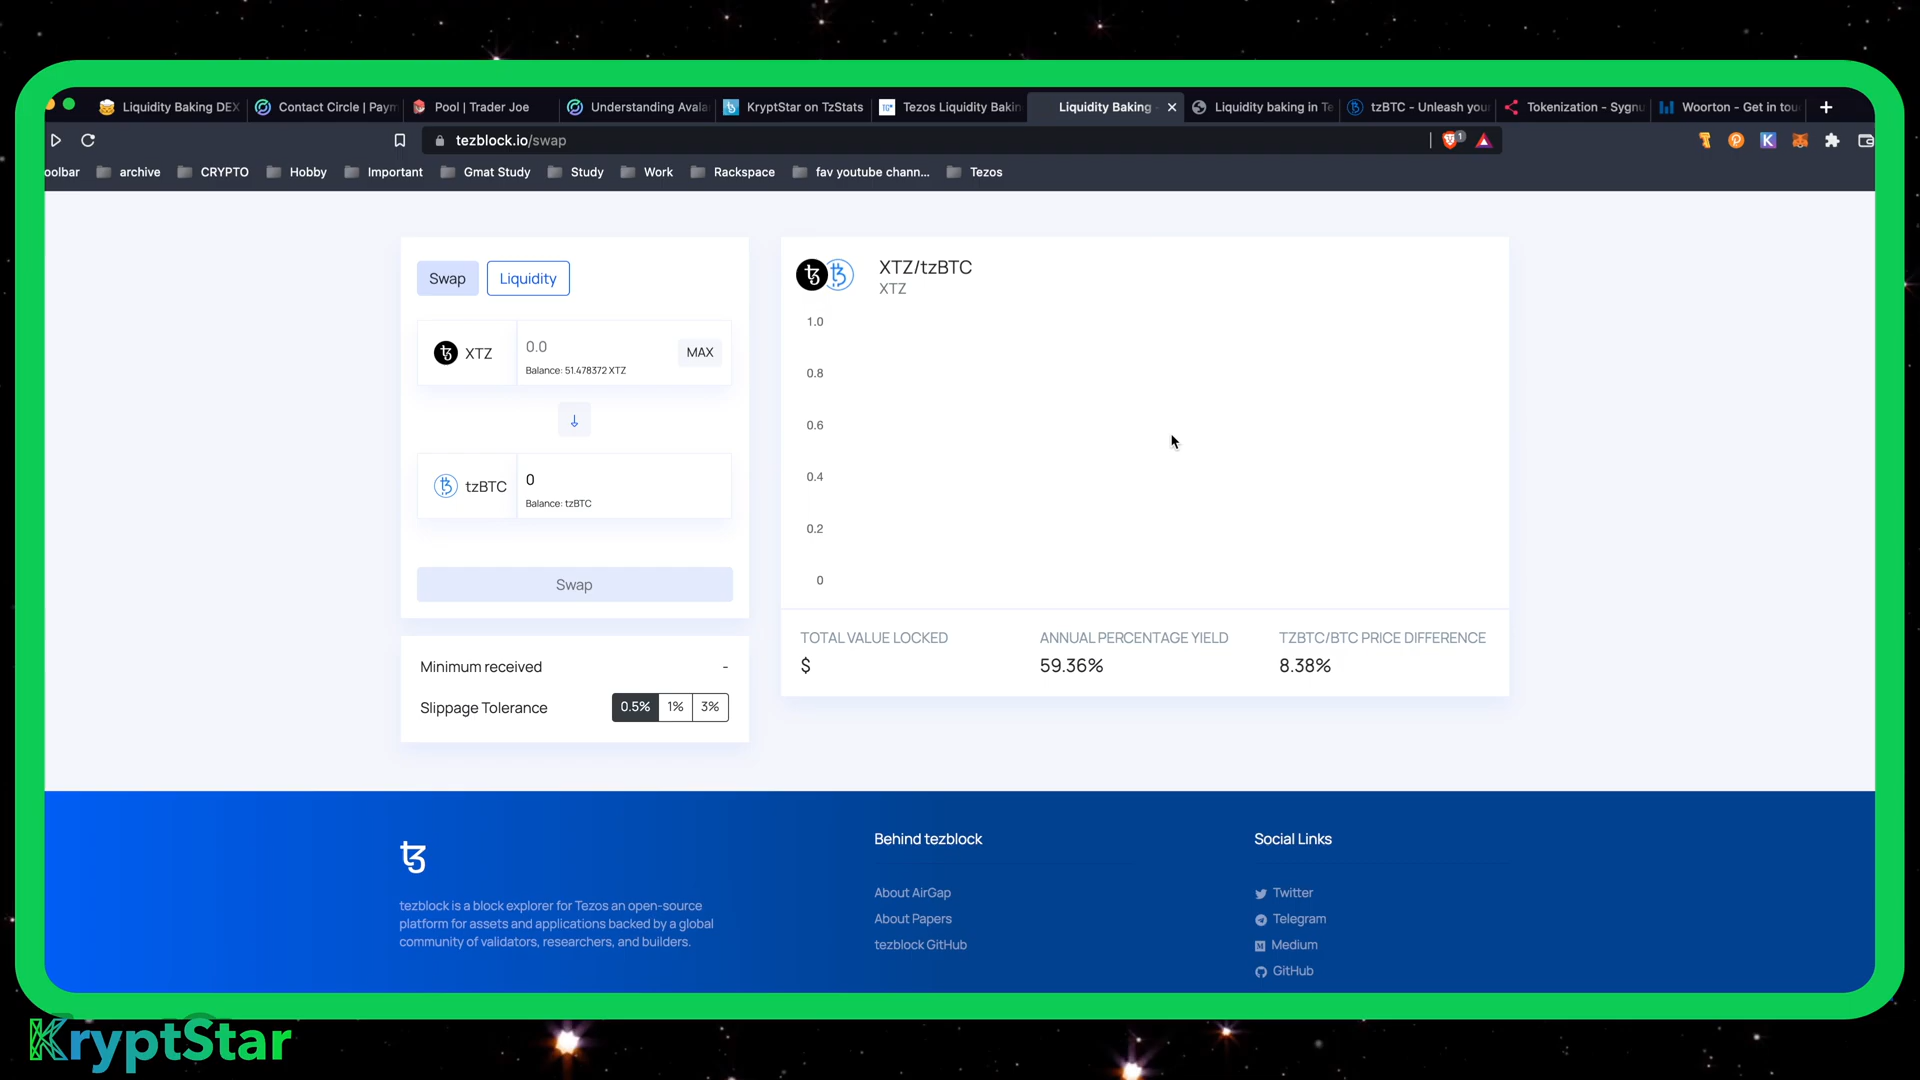 Liquidity Baking DEX
Contact Circle | Paym
Pool | Trader Joe
Understanding Avala
KryptStar on TzStats
TG*
Tezos Liquidity Bakin
Liquidity Baking -
Liquidity baking in Te
tzBTC - Unleash your
Tokenization - Sygnu
Woorton - Get in touc
tezblock.io/swap
1
oolbar
archive
CRYPTO
Hobby
Important
Gmat Study
Study
Work
Rackspace
fav youtube chann...
Tezos
Swap
Liquidity
XTZ
0.0
MAX
Balance: 51.478372 XTZ
tzBTC
0
Balance: tzBTC
Swap
Minimum received -
Slippage Tolerance 0.5% 1% 3%
XTZ/tzBTC
XTZ
1.0
0.8
0.6
0.4
0.2
0
TOTAL VALUE LOCKED
$
ANNUAL PERCENTAGE YIELD
59.36%
TZBTC/BTC PRICE DIFFERENCE
8.38%
tezblock is a block explorer for Tezos an open-source
platform for assets and applications backed by a global
community of validators, researchers, and builders.
Behind tezblock
About AirGap
About Papers
tezblock GitHub
Social Links
Twitter
Telegram
Medium
GitHub
KryptStar